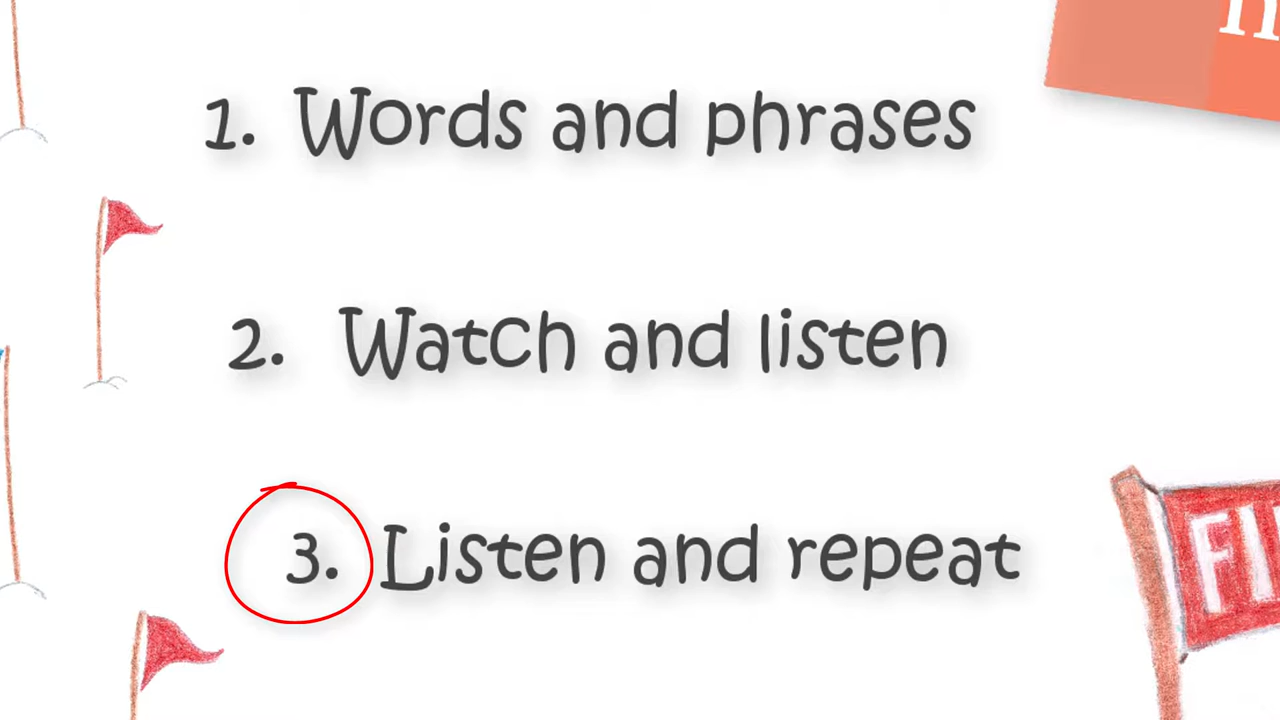 1. Words and phrases
2. Watch and listen
3. Listen and repeat